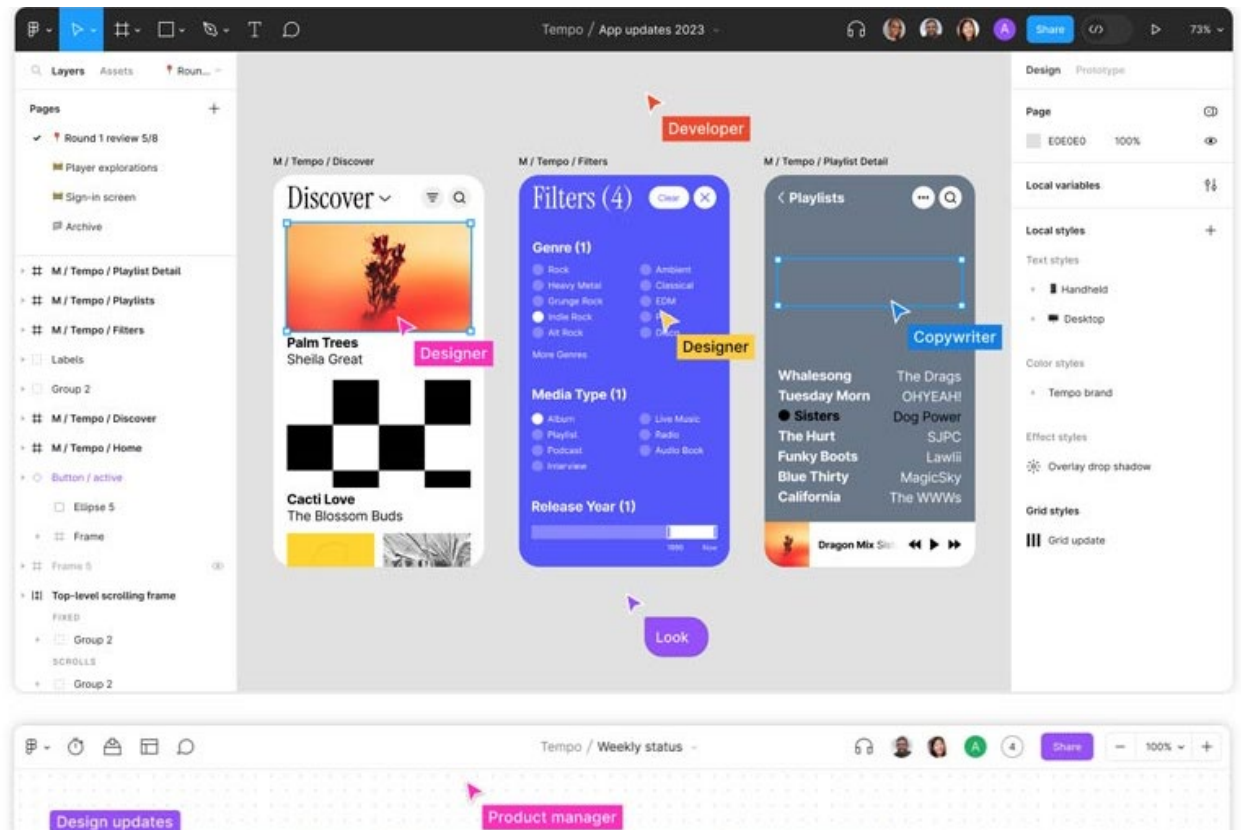 Tempo / App updates 2023
A
Share
73%
Layers Assets Roun...
Pages
Round 1 review 5/8
Player explorations
Sign-in screen
Archive
M / Tempo / Playlist Detail
M / Tempo / Playlists
M / Tempo / Filters
Labels
Group 2
M / Tempo / Discover
M / Tempo / Home
Button / active
Ellipse 5
Frame
Frame 5
Top-level scrolling frame
FIXED
Group 2
SCROLLS
Group 2
Developer
M / Tempo / Discover
Discover
Designer
Palm Trees
Sheila Great
Cacti Love
The Blossom Buds
M / Tempo / Filters
Filters (4)
Clear
Genre (1)
Rock
Heavy Metal
Grunge Rock
Indie Rock
Alt Rock
Ambient
Classical
EDM
Designer
More Genres
Media Type (1)
Album
Playlist
Podcast
Interview
Live Music
Radio
Audio Book
Release Year (1)
Now
Look
M / Tempo / Playlist Detail
Playlists
Copywriter
Whalesong The Drags
Tuesday Morn OHYEAH!
Sisters Dog Power
The Hurt SJPC
Funky Boots Lawlii
Blue Thirty MagicSky
California The WWWs
Dragon Mix
Design Prototype
Page
E0E0E0 100%
Local variables
Local styles
Text styles
Handheld
Desktop
Color styles
Tempo brand
Effect styles
Overlay drop shadow
Grid styles
Grid update
Tempo / Weekly status
A
4
Share
100%
Product manager
Design updates